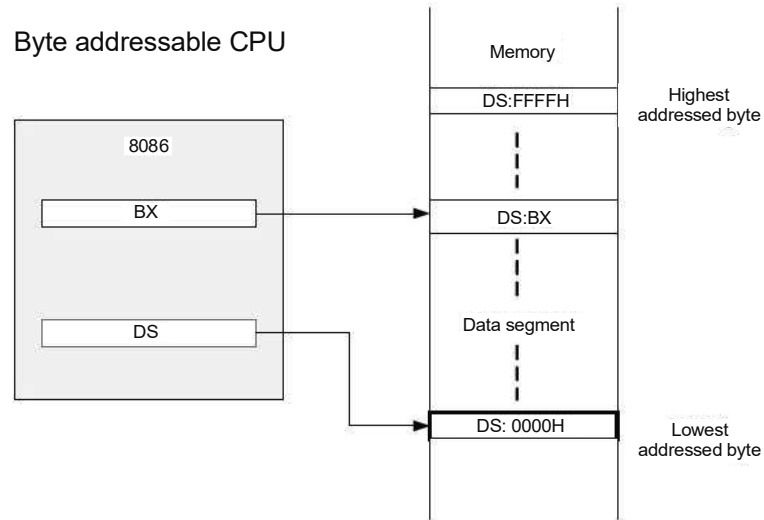 Byte addressable CPU
Memory
DS:FFFFH
Highest
addressed byte
8086
BX
DS:BX
DS
Data segment
DS: 0000H
Lowest
addressed byte